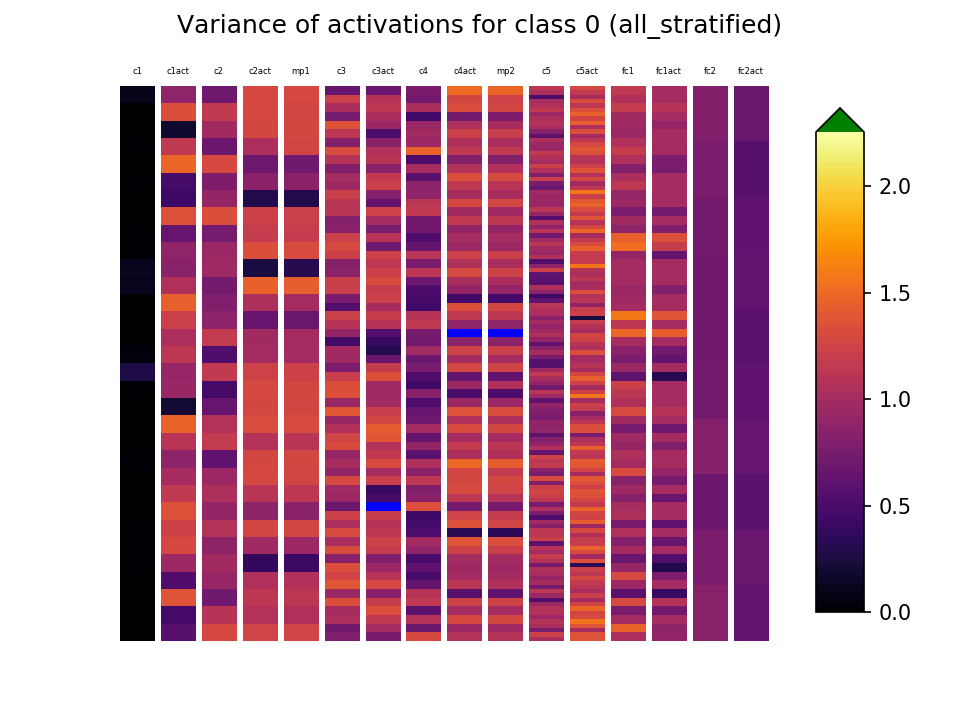 Variance of activations for class 0 (all_stratified)
c1 c1act c2 c2act mp1 c3 c3act c4 c4act mp2 c5 c5act fc1 fc1act fc2 fc2act
2.0
1.5
1.0
0.5
0.0